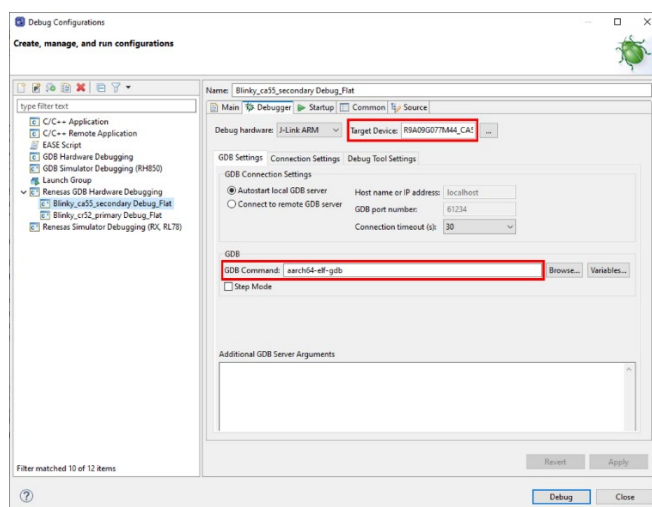 Debug Configurations
Create, manage, and run configurations
type filter text
C/C++ Application
C/C++ Remote Application
EASE Script
GDB Hardware Debugging
GDB Simulator Debugging (RH850)
Launch Group
Renesas GDB Hardware Debugging
Blinky_ca55_secondary Debug_Flat
Blinky_cr52_primary Debug_Flat
Renesas Simulator Debugging (RX, RL78)
Filter matched 10 of 12 items
Name: Blinky_ca55_secondary Debug_Flat
Main Debugger Startup Common Source
Debug hardware: J-Link ARM Target Device: R9A09G077M44_CA5 ...
GDB Settings Connection Settings Debug Tool Settings
GDB Connection Settings
Autostart local GDB server Host name or IP address: localhost
Connect to remote GDB server GDB port number: 61234
Connection timeout (s): 30
GDB
GDB Command: aarch64-elf-gdb Browse... Variables...
Step Mode
Additional GDB Server Arguments
Revert Apply
Debug Close